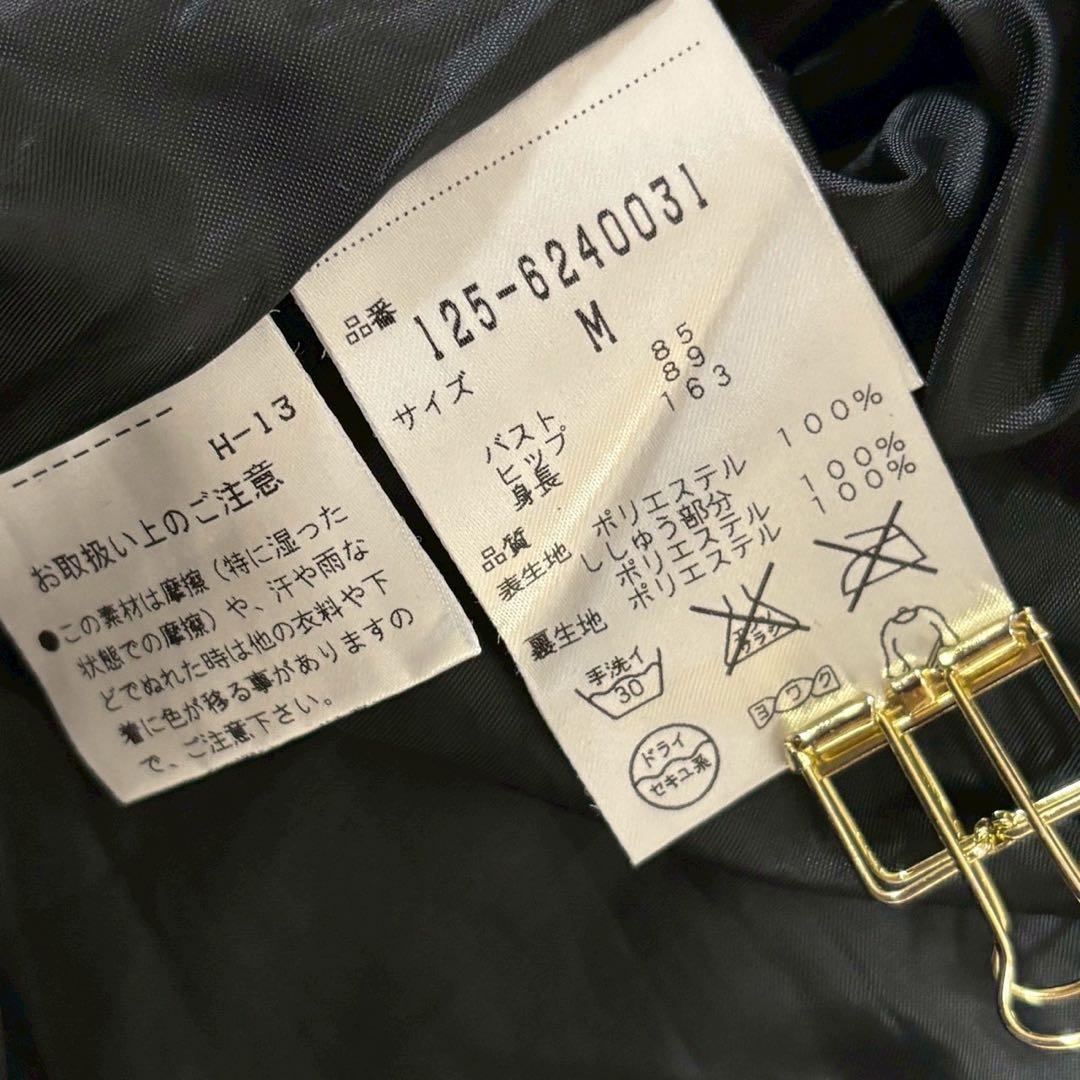 品番 125-6240031
サイズ M
バスト 85
ヒップ 89
身長 163
品質
表生地 ポリエステル 100%
ししゅう部分
ポリエステル 100%
裏生地 ポリエステル 100%
手洗イ
30
エンソ
サラシ
ヨワク
ドライ
セキユ系
H-13
お取扱い上のご注意
●この素材は摩擦(特に湿った
状態での摩擦)や、汗や雨な
どでぬれた時は他の衣料や下
着に色が移る事がありますの
で、ご注意下さい。